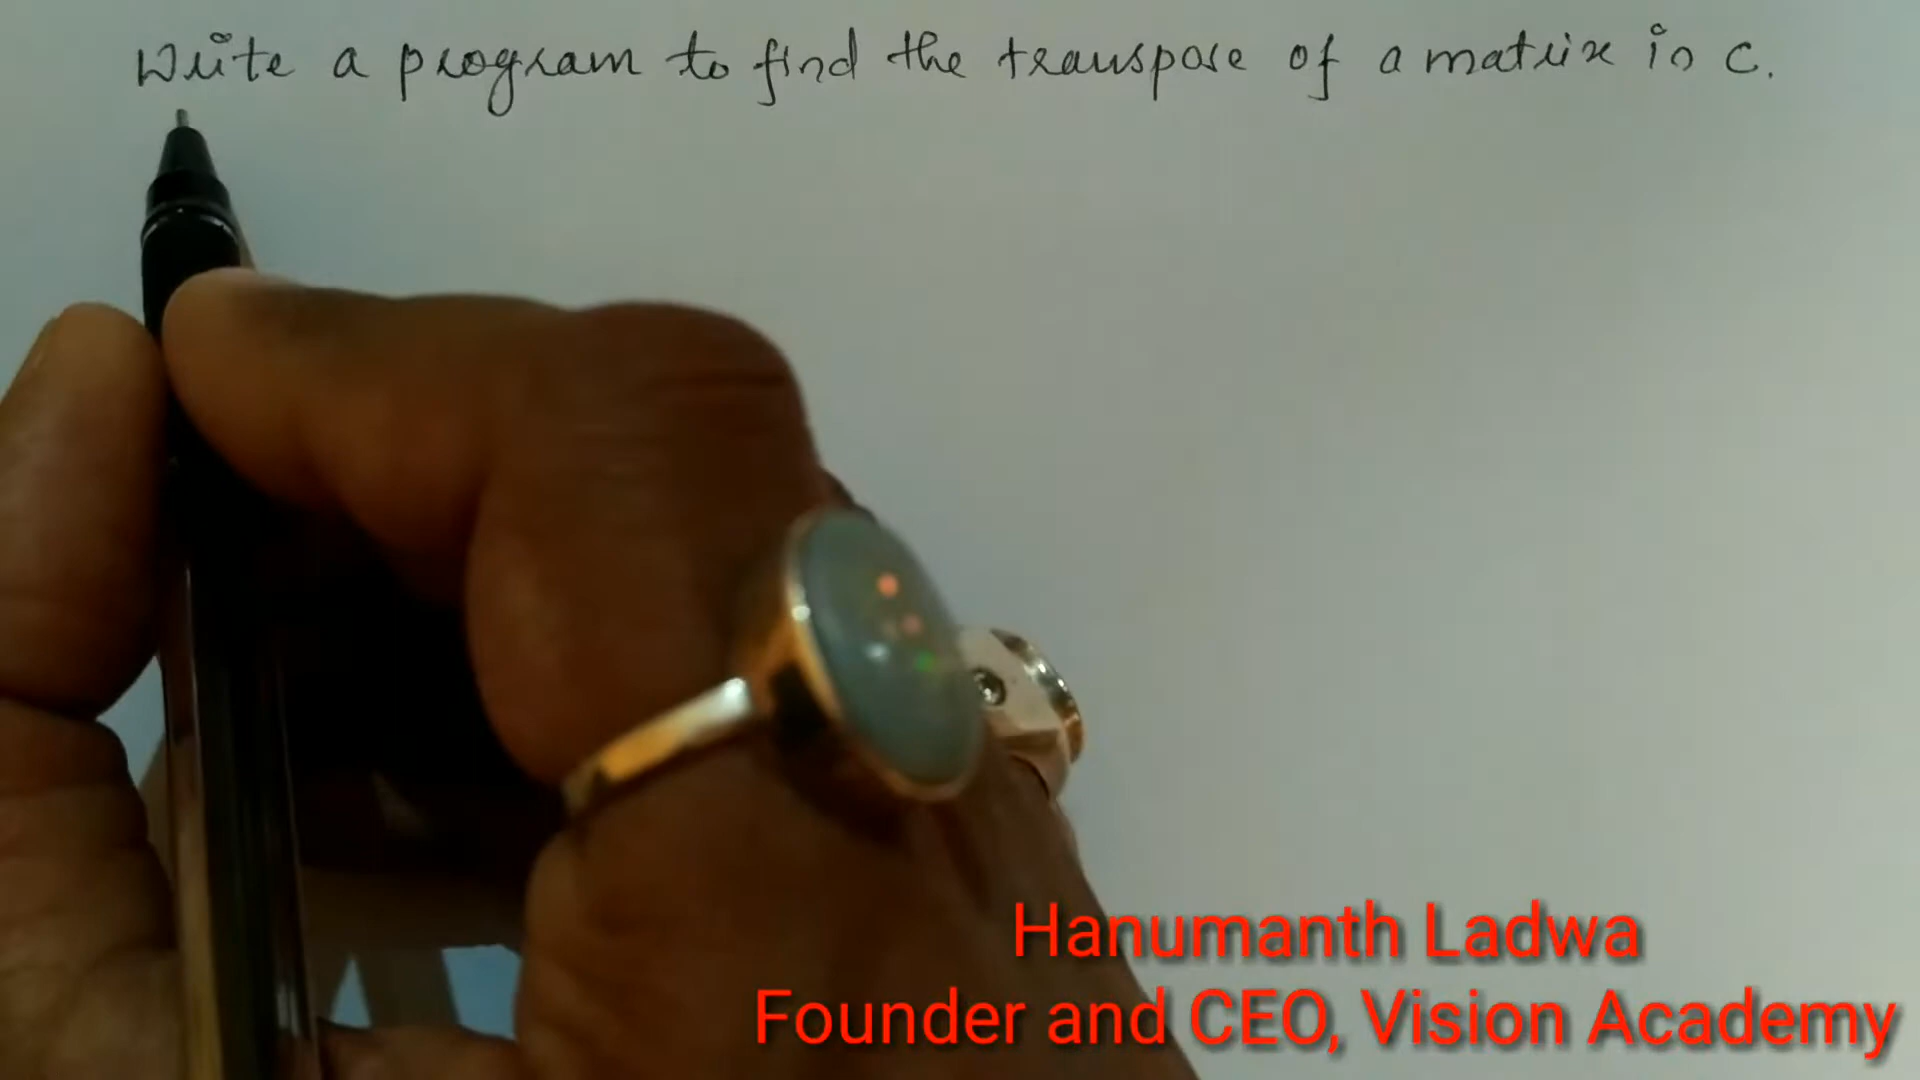 Write a program to find the transpose of a matrix in c.
Hanumanth Ladwa
Founder and CEO, Vision Academy